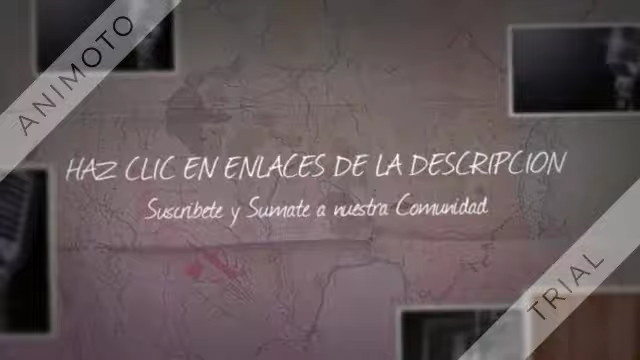 ANIMOTO
HAZ CLIC EN ENLACES DE LA DESCRIPCION
Suscribete y Sumate a nuestra Comunidad
TRIAL